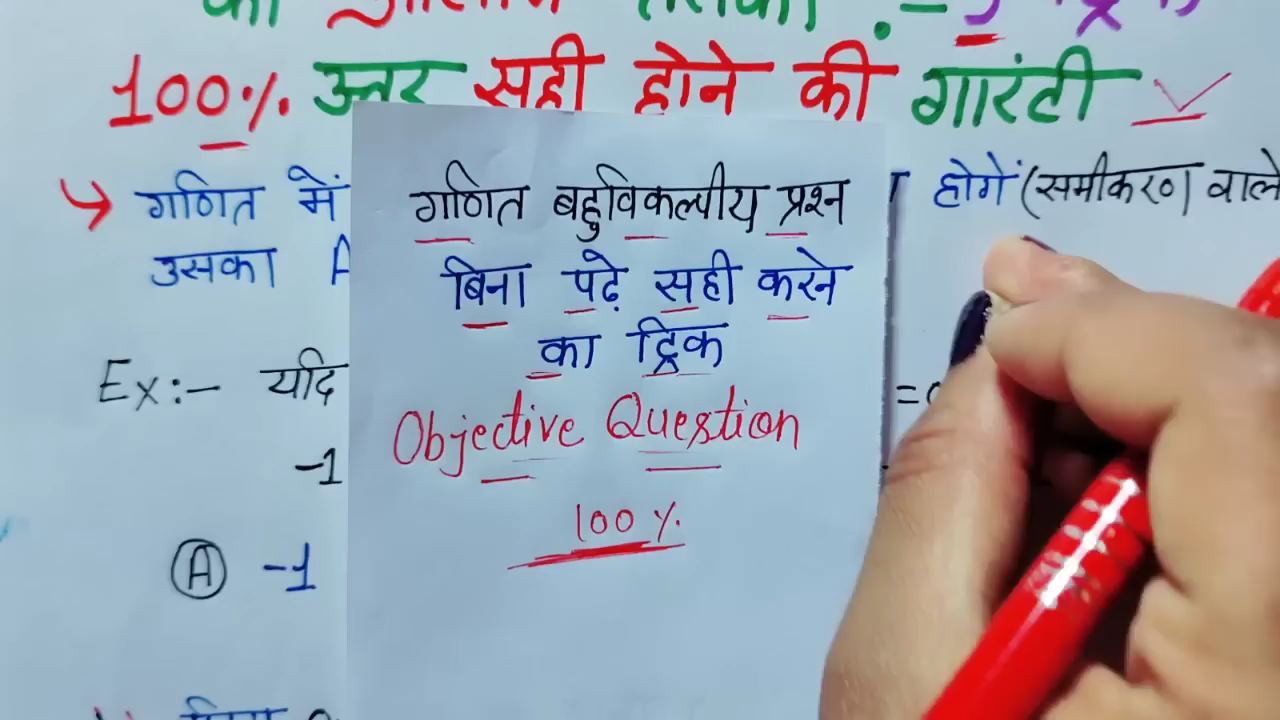 का
100%. उत्तर सही होने की गारंटी
→ गणित में
होगें (समीकरण वाले
उसका A
Ex:- यदि
-1
Ⓐ -1
गणित बहुविकल्पीय प्रश्न
बिना पढ़े सही करने
का ट्रिक
Objective Question
100 %.